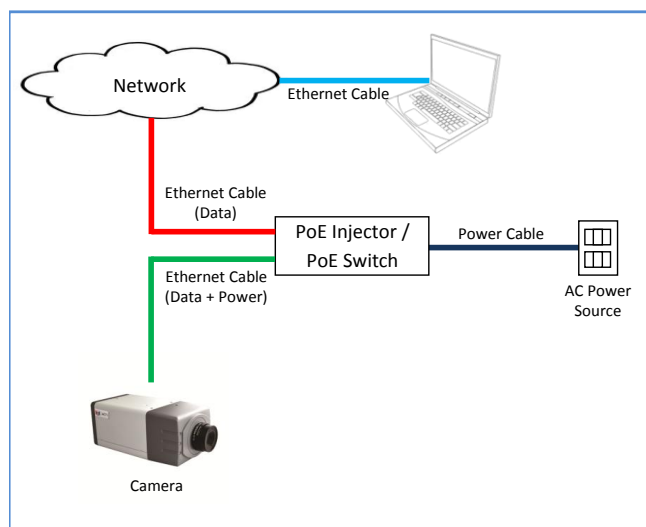 Network
Ethernet Cable
Ethernet Cable
(Data)
PoE Injector /
PoE Switch
Power Cable
Ethernet Cable
(Data + Power)
AC Power
Source
Camera